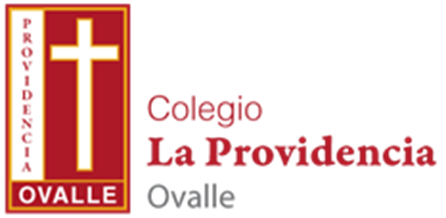 PROVIDENCIA
OVALLE
Colegio
La Providencia
Ovalle